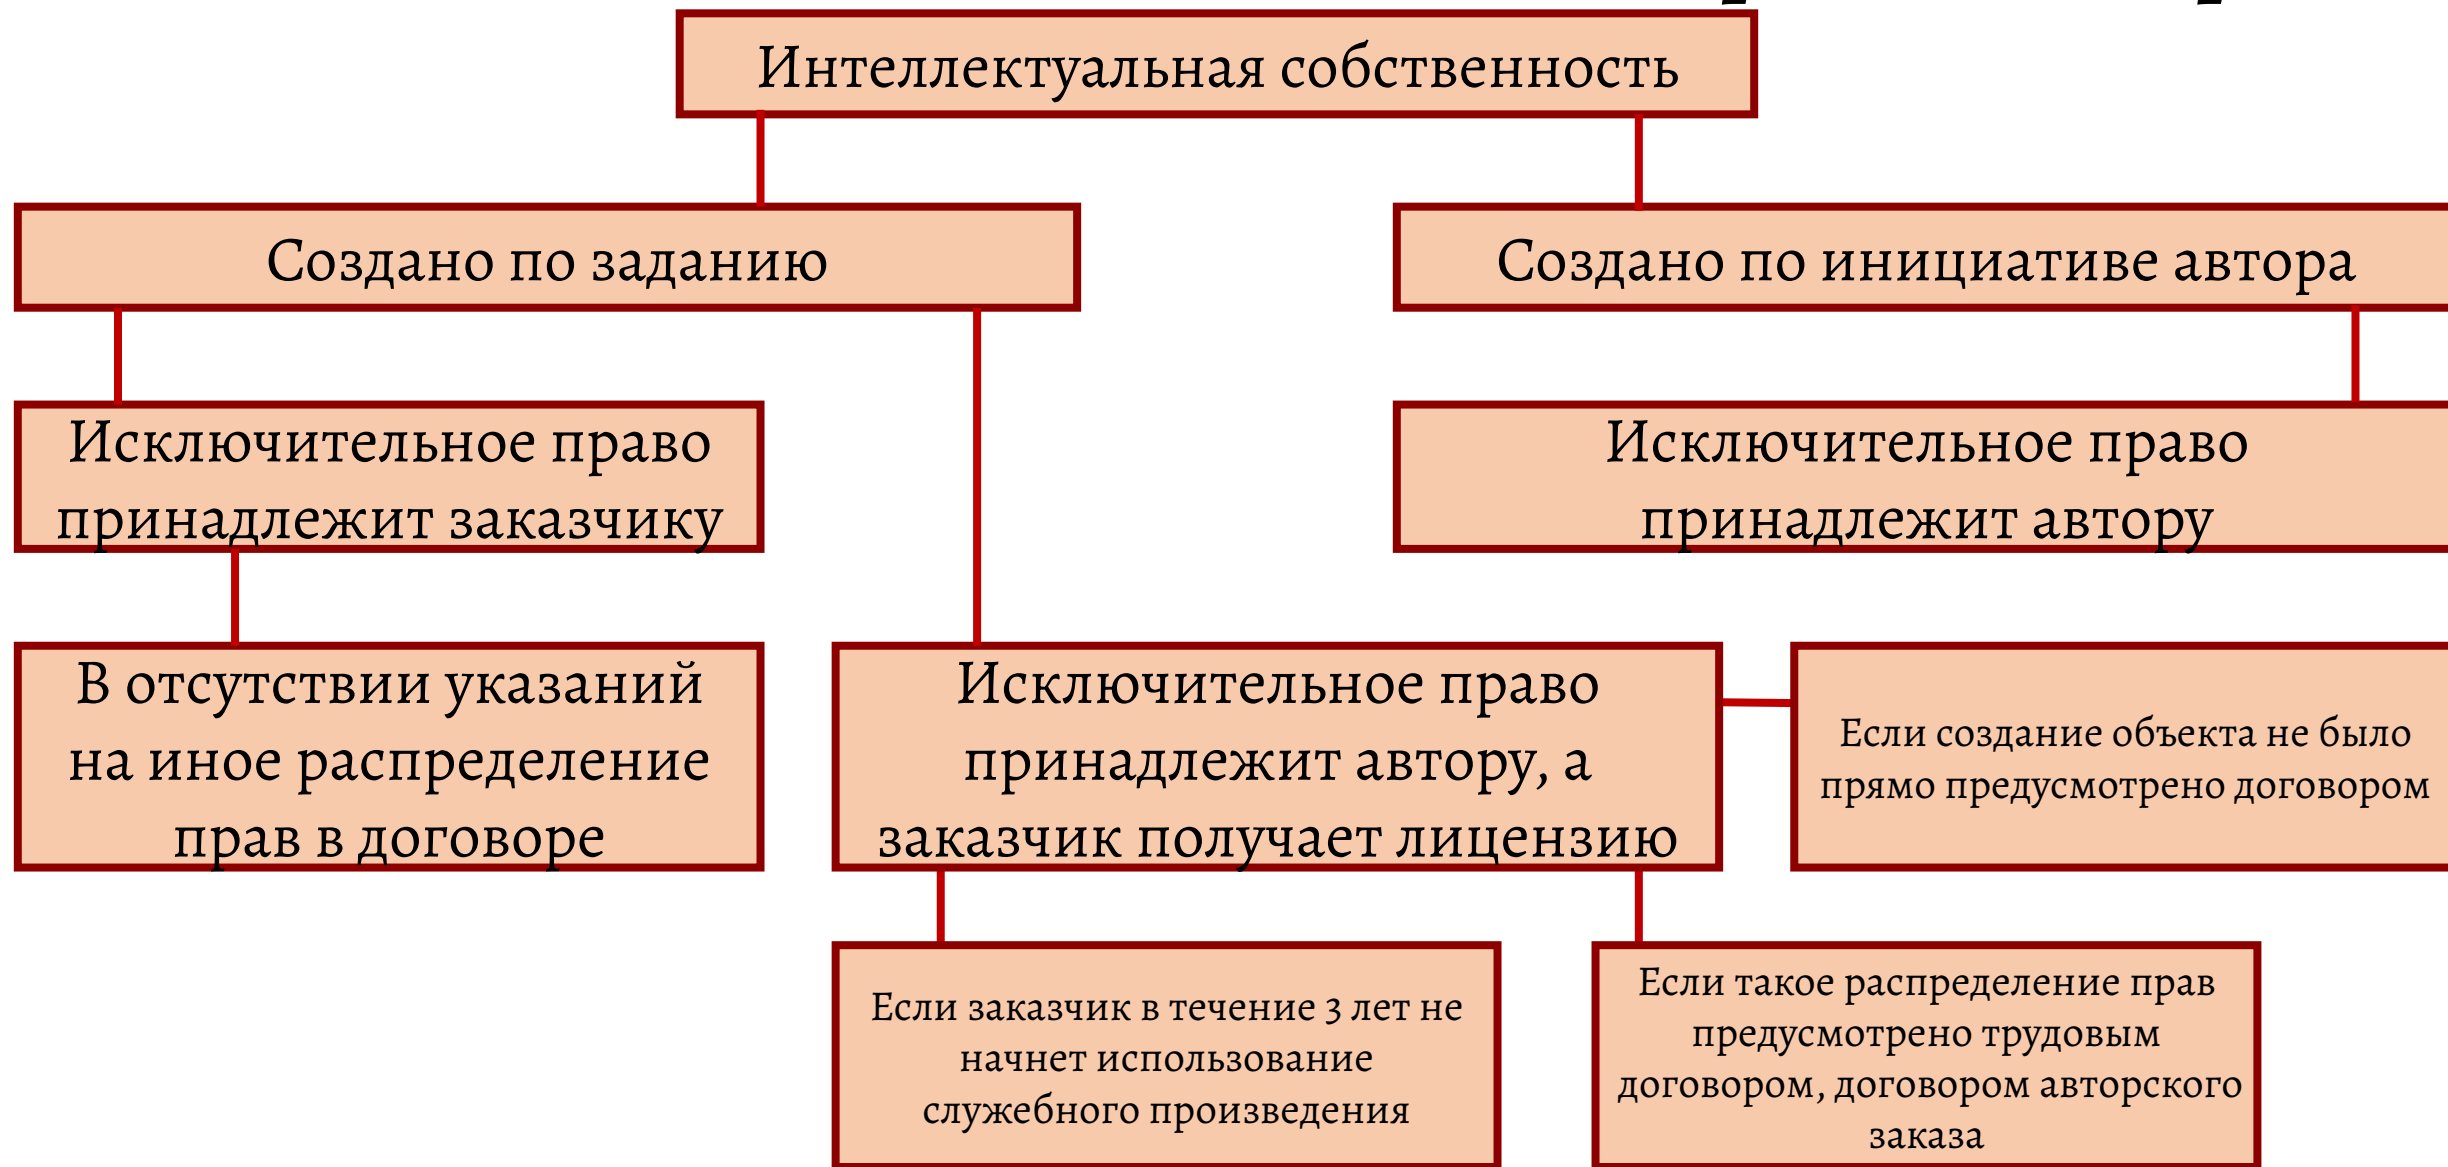 Интеллектуальная собственность
Создано по заданию
Создано по инициативе автора
Исключительное право
принадлежит заказчику
Исключительное право
принадлежит автору
В отсутствии указаний
на иное распределение
прав в договоре
Исключительное право
принадлежит автору, а
заказчик получает лицензию
Если создание объекта не было
прямо предусмотрено договором
Если заказчик в течение 3 лет не
начнет использование
служебного произведения
Если такое распределение прав
предусмотрено трудовым
договором, договором авторского
заказа